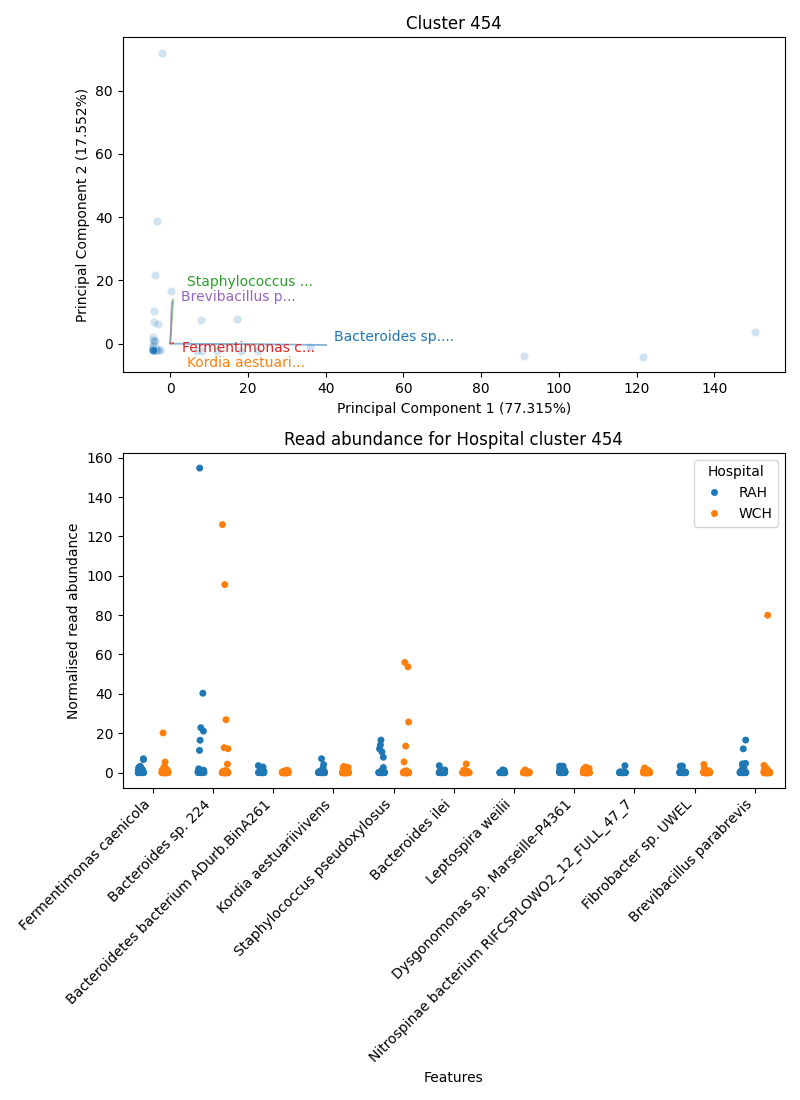 Cluster 454
Principal Component 2 (17.552%)
80
60
40
20
0
Staphylococcus ...
Brevibacillus p...
Bacteroides sp....
Fermentimonas c...
Kordia aestuari...
0 20 40 60 80 100 120 140
Principal Component 1 (77.315%)
Read abundance for Hospital cluster 454
Normalised read abundance
160
140
120
100
80
60
40
20
0
Hospital
RAH
WCH
Fermentimonas caenicola
Bacteroides sp. 224
Bacteroidetes bacterium ADurb.BinA261
Kordia aestuariivivens
Staphylococcus pseudoxylosus
Bacteroides ilei
Leptospira weilii
Dysgonomonas sp. Marseille-P4361
Nitrospinae bacterium RIFCSPLOWO2_12_FULL_47_7
Fibrobacter sp. UWEL
Brevibacillus parabrevis
Features